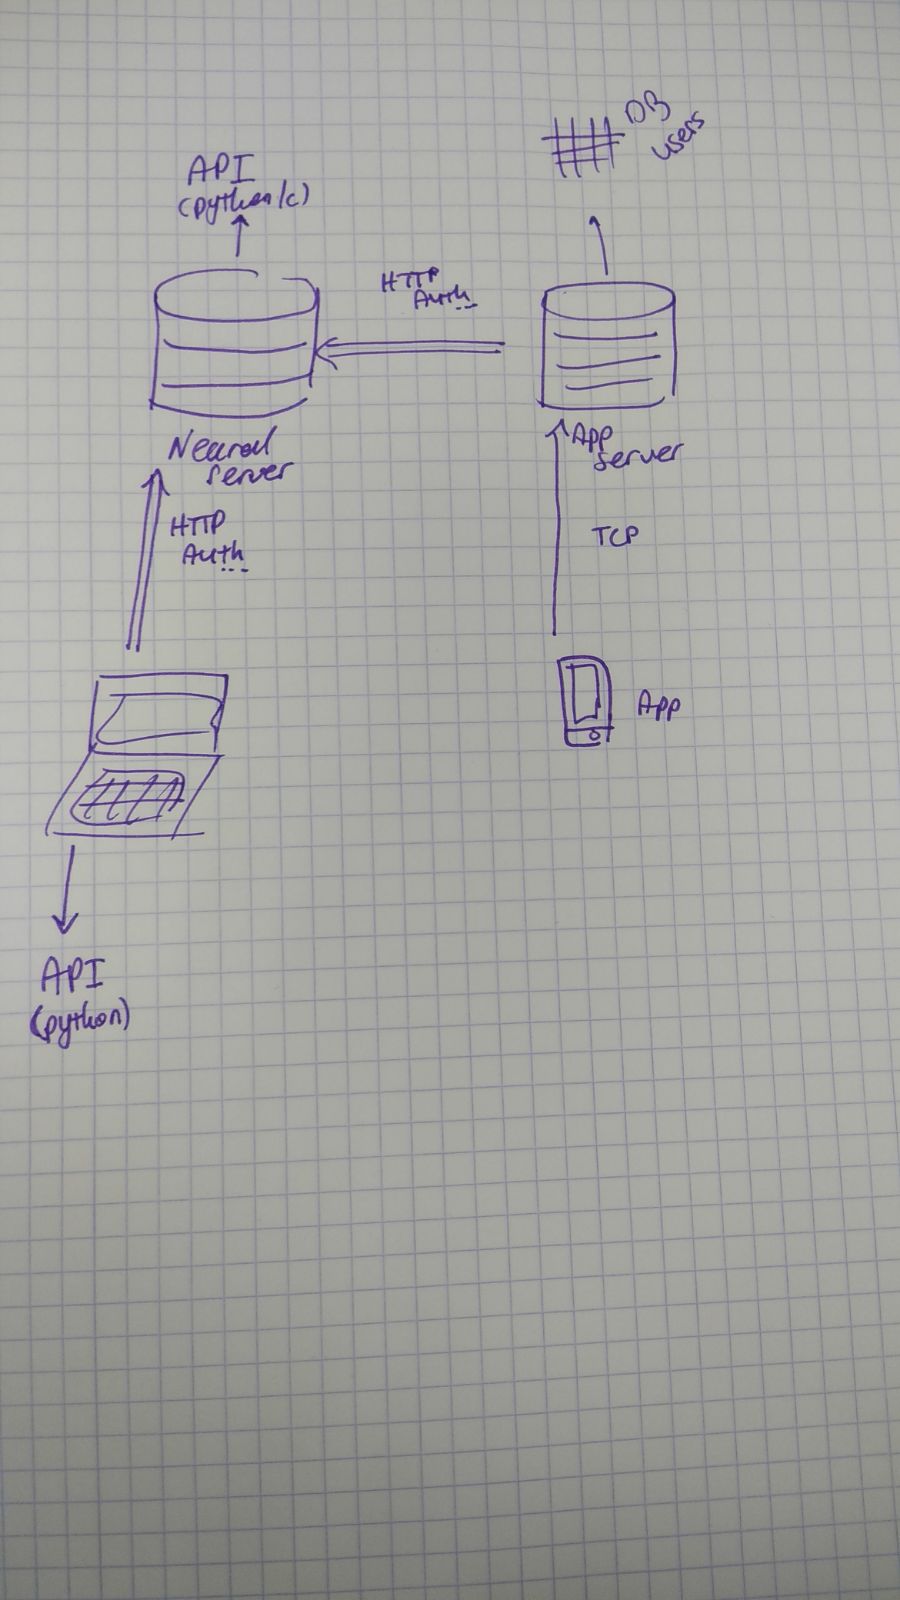 DB
users
API
(python/c)
HTTP
Auth
Neural
server
App
server
HTTP
Auth
TCP
App
API
(python)